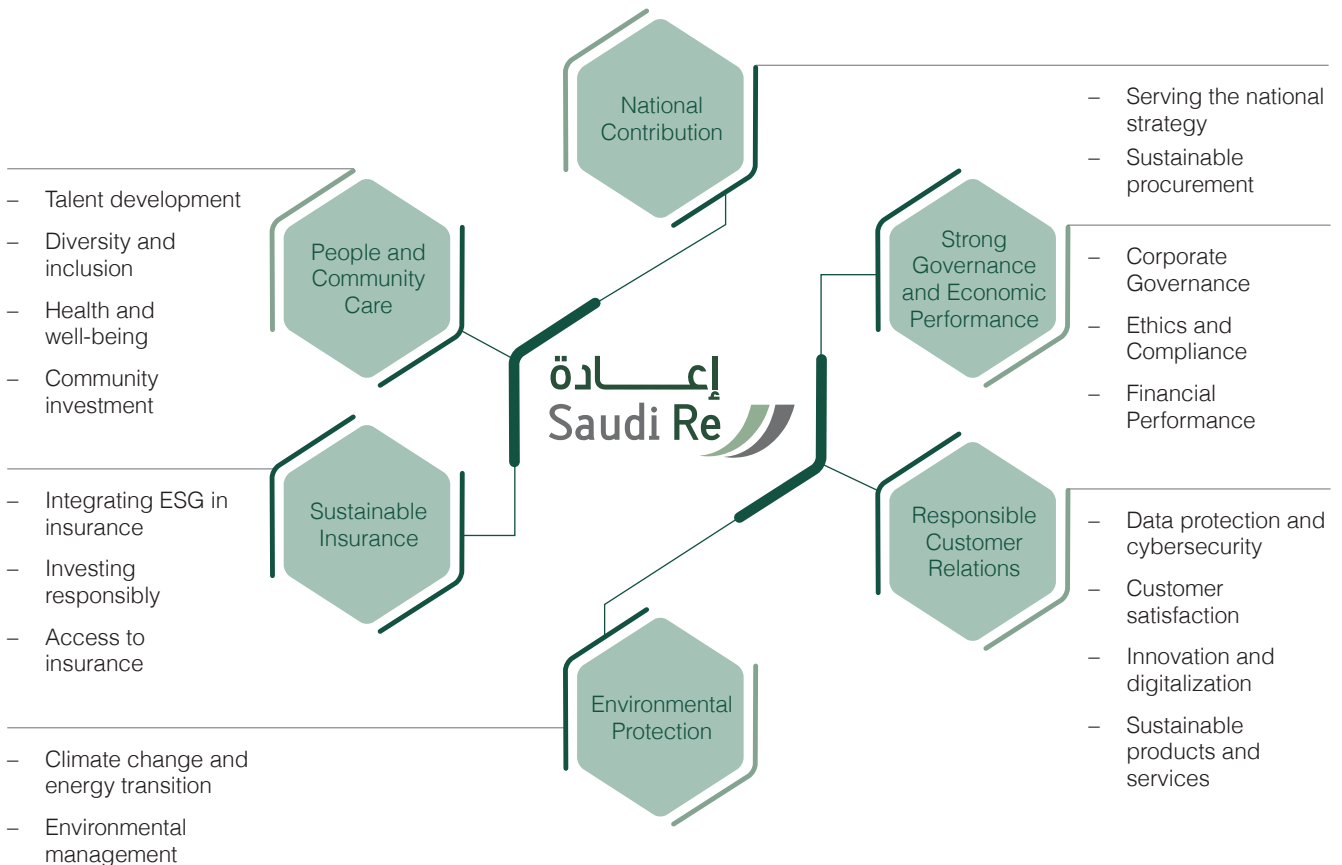 National
Contribution
– Serving the national
strategy
– Sustainable
procurement
People and
Community
Care
– Talent development
– Diversity and
inclusion
– Health and
well-being
– Community
investment
Strong
Governance
and Economic
Performance
– Corporate
Governance
– Ethics and
Compliance
– Financial
Performance
إعـــــادة
Saudi Re
Sustainable
Insurance
– Integrating ESG in
insurance
– Investing
responsibly
– Access to
insurance
Responsible
Customer
Relations
– Data protection and
cybersecurity
– Customer
satisfaction
– Innovation and
digitalization
– Sustainable
products and
services
Environmental
Protection
– Climate change and
energy transition
– Environmental
management